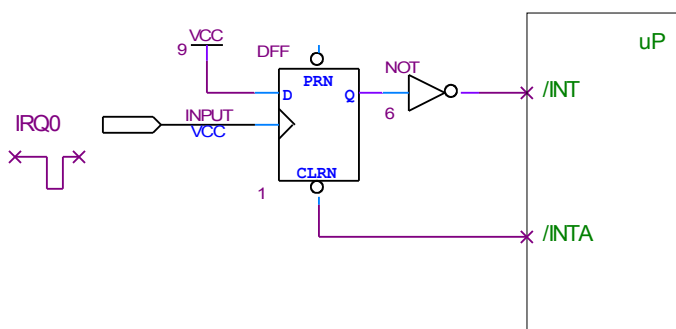 VCC
9
DFF
uP
PRN
NOT
D
Q
/INT
INPUT
VCC
6
IRQ0
CLRN
1
/INTA